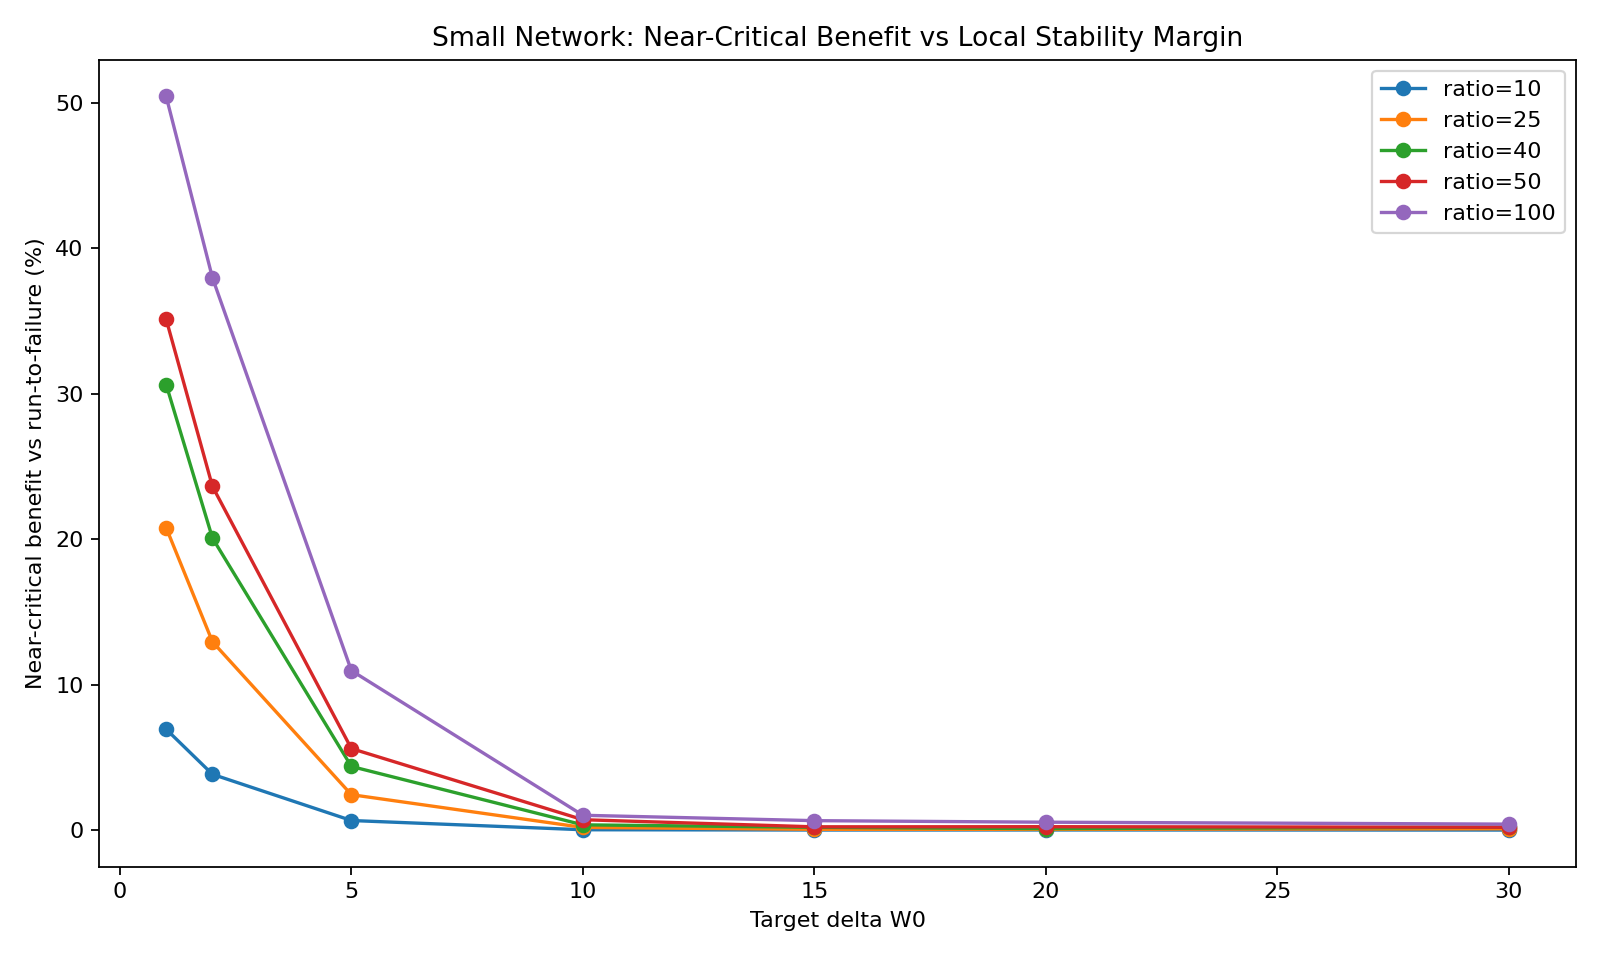 Small Network: Near-Critical Benefit vs Local Stability Margin
Near-critical benefit vs run-to-failure (%)
50
40
30
20
10
0
ratio=10
ratio=25
ratio=40
ratio=50
ratio=100
0 5 10 15 20 25 30
Target delta W0